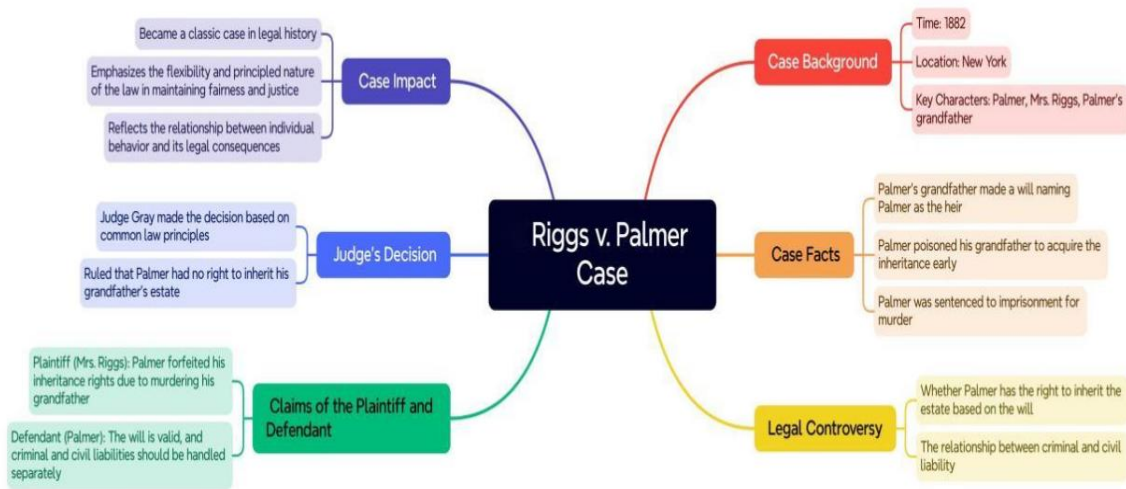 Riggs v. Palmer
Case
Case Impact
Became a classic case in legal history
Emphasizes the flexibility and principled nature
of the law in maintaining fairness and justice
Reflects the relationship between individual
behavior and its legal consequences
Judge's Decision
Judge Gray made the decision based on
common law principles
Ruled that Palmer had no right to inherit his
grandfather's estate
Claims of the Plaintiff and
Defendant
Plaintiff (Mrs. Riggs): Palmer forfeited his
inheritance rights due to murdering his
grandfather
Defendant (Palmer): The will is valid, and
criminal and civil liabilities should be handled
separately
Case Background
Time: 1882
Location: New York
Key Characters: Palmer, Mrs. Riggs, Palmer's
grandfather
Case Facts
Palmer's grandfather made a will naming
Palmer as the heir
Palmer poisoned his grandfather to acquire the
inheritance early
Palmer was sentenced to imprisonment for
murder
Legal Controversy
Whether Palmer has the right to inherit the
estate based on the will
The relationship between criminal and civil
liability